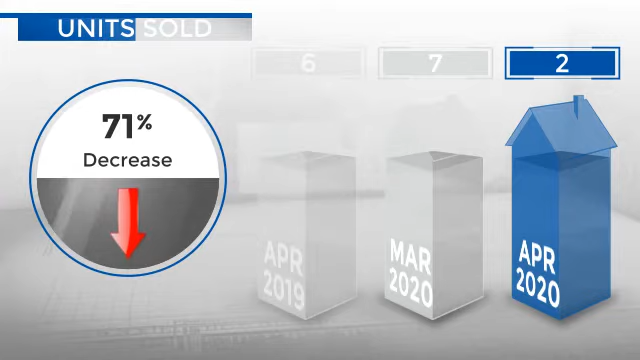 UNITS SOLD
6
7
2
71%
Decrease
APR
2019
MAR
2020
APR
2020